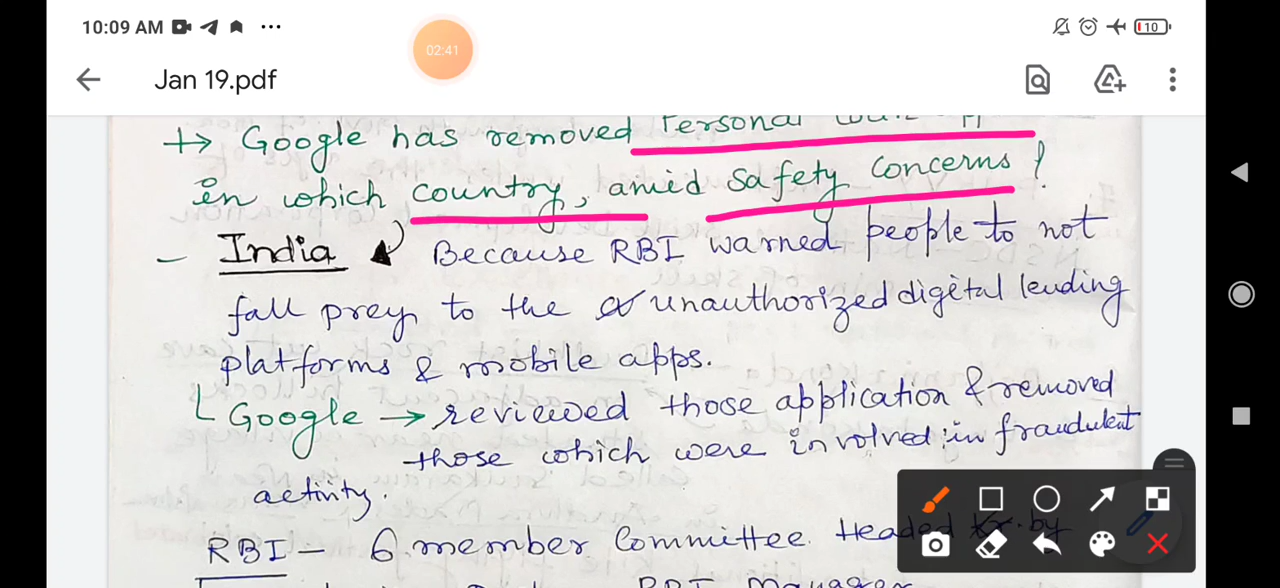 10:09 AM
02:41
10
Jan 19.pdf
+> Google has removed Personal
in which country, amid safety concerns?
- India Because RBI warned people to not
fall prey to the unauthorized digital lending
platforms & mobile apps.
Google → reviewed those application & removed
those which were involved in fraudulent
activity.
RBI - 6 member Committee. Headed by